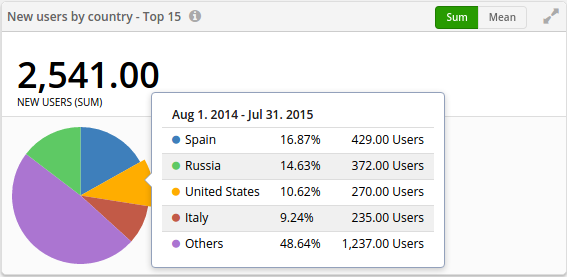 New users by country - Top 15
Sum Mean
2,541.00
NEW USERS (SUM)
Aug 1. 2014 - Jul 31. 2015
Spain 16.87% 429.00 Users
Russia 14.63% 372.00 Users
United States 10.62% 270.00 Users
Italy 9.24% 235.00 Users
Others 48.64% 1,237.00 Users